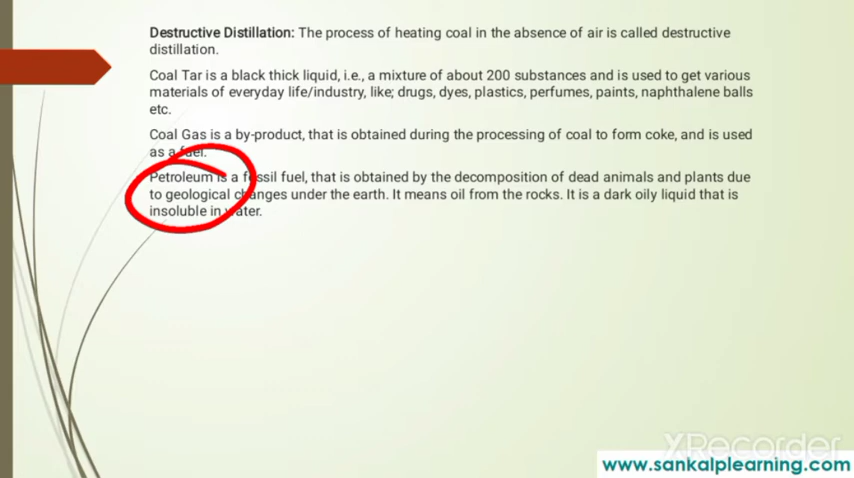 Destructive Distillation: The process of heating coal in the absence of air is called destructive
distillation.
Coal Tar is a black thick liquid, i.e., a mixture of about 200 substances and is used to get various
materials of everyday life/industry, like; drugs, dyes, plastics, perfumes, paints, naphthalene balls
etc.
Coal Gas is a by-product, that is obtained during the processing of coal to form coke, and is used
as a fuel.
Petroleum is a fossil fuel, that is obtained by the decomposition of dead animals and plants due
to geological changes under the earth. It means oil from the rocks. It is a dark oily liquid that is
insoluble in water.
XRecorder
www.sankalplearning.com